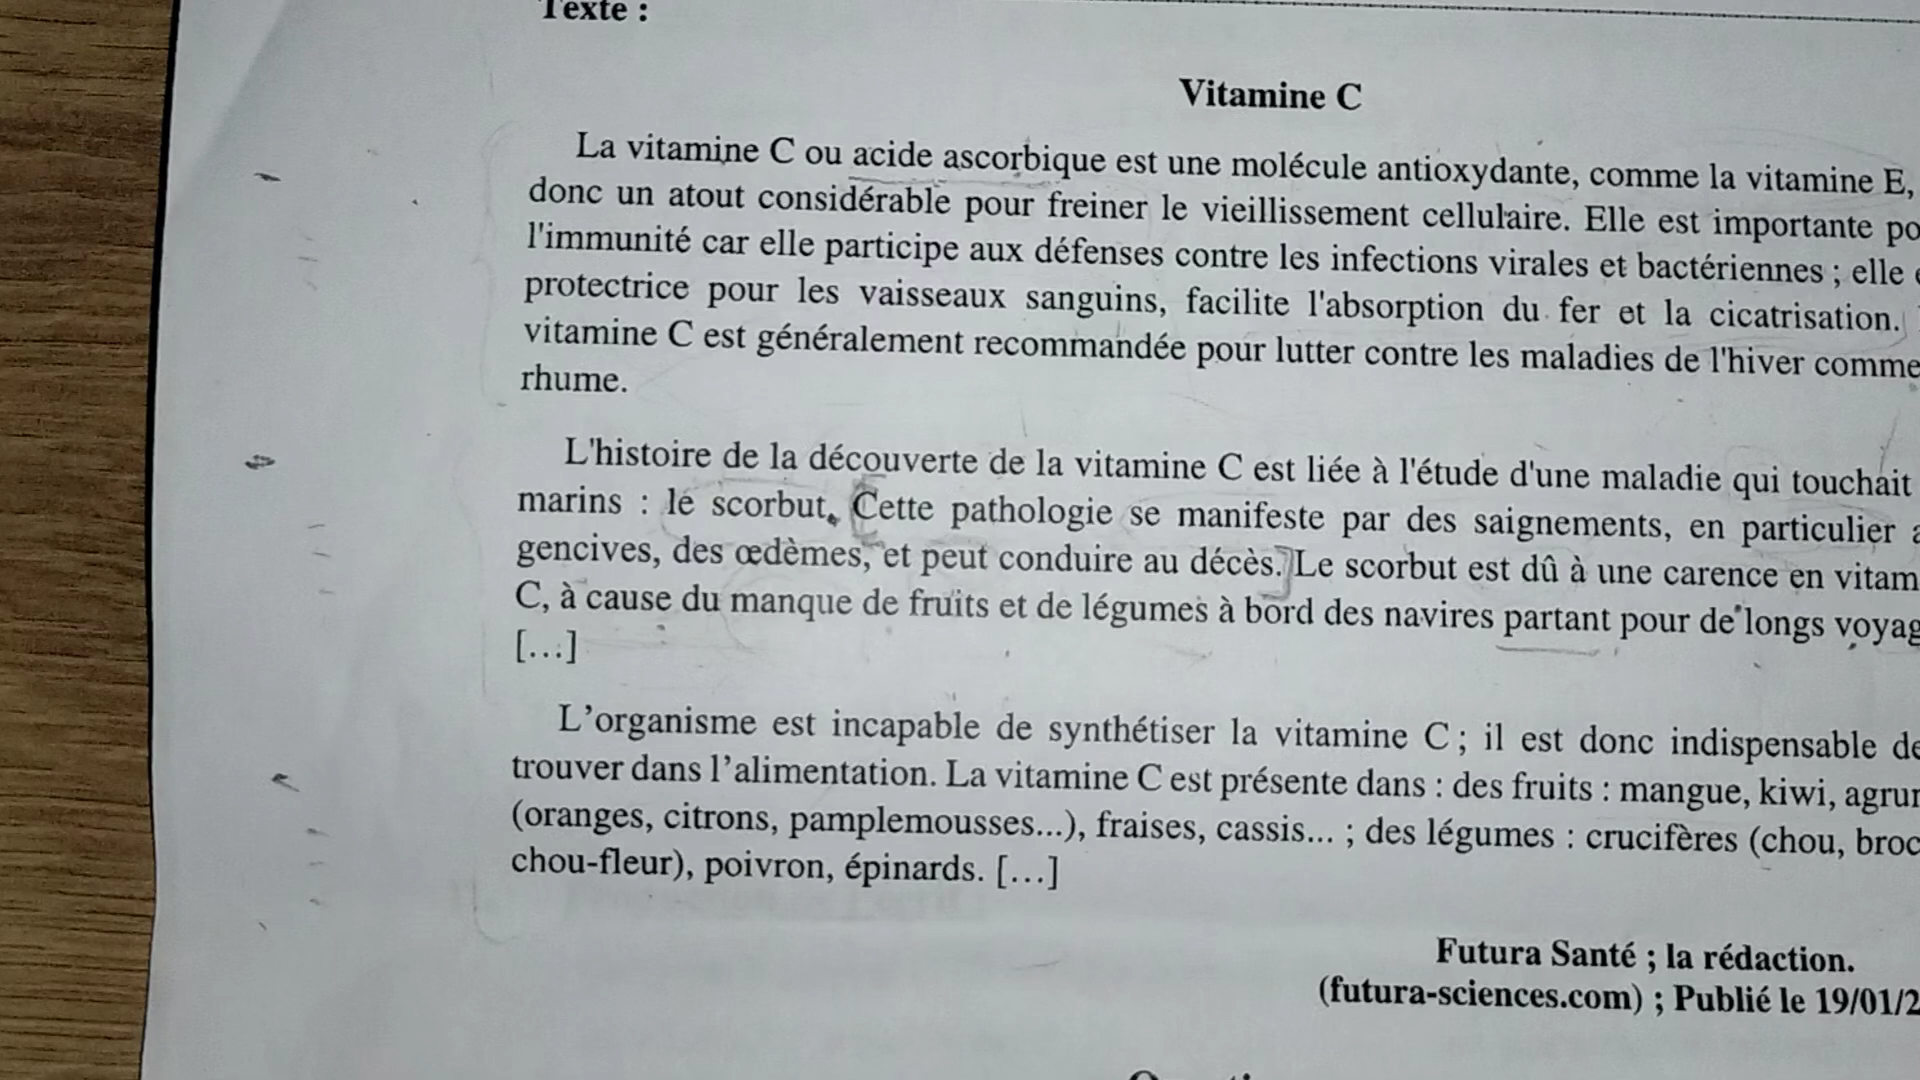 Texte :
Vitamine C
La vitamine C ou acide ascorbique est une molécule antioxydante, comme la vitamine E,
donc un atout considérable pour freiner le vieillissement cellulaire. Elle est importante
l'immunité car elle participe aux défenses contre les infections virales et bactériennes ; elle
protectrice pour les vaisseaux sanguins, facilite l'absorption du fer et la cicatrisation.
vitamine C est généralement recommandée pour lutter contre les maladies de l'hiver comme
rhume.
L'histoire de la découverte de la vitamine C est liée à l'étude d'une maladie qui touchait
marins : le scorbut. Cette pathologie se manifeste par des saignements, en particulier
gencives, des œdèmes, et peut conduire au décès. Le scorbut est dû à une carence en
C, à cause du manque de fruits et de légumes à bord des navires partant pour de longs
[…]
L’organisme est incapable de synthétiser la vitamine C ; il est donc indispensable
trouver dans l’alimentation. La vitamine C est présente dans : des fruits : mangue, kiwi,
(oranges, citrons, pamplemousses...), fraises, cassis... ; des légumes : crucifères (chou,
chou-fleur), poivron, épinards. […]
Futura Santé ; la rédaction.
(futura-sciences.com) ; Publié le 19/01/2